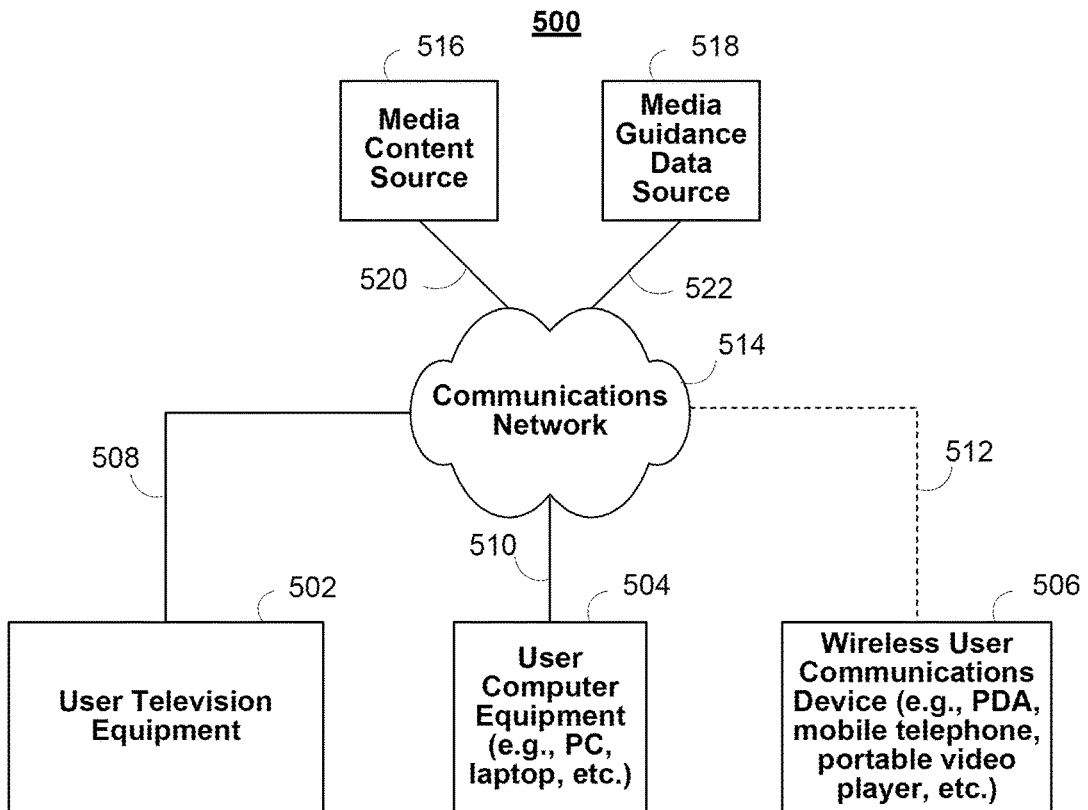 500
516
518
Media
Content
Source
Media
Guidance
Data
Source
520
522
514
Communications
Network
508
512
510
502
504
506
User Television
Equipment
User
Computer
Equipment
(e.g., PC,
laptop, etc.)
Wireless User
Communications
Device (e.g., PDA,
mobile telephone,
portable video
player, etc.)